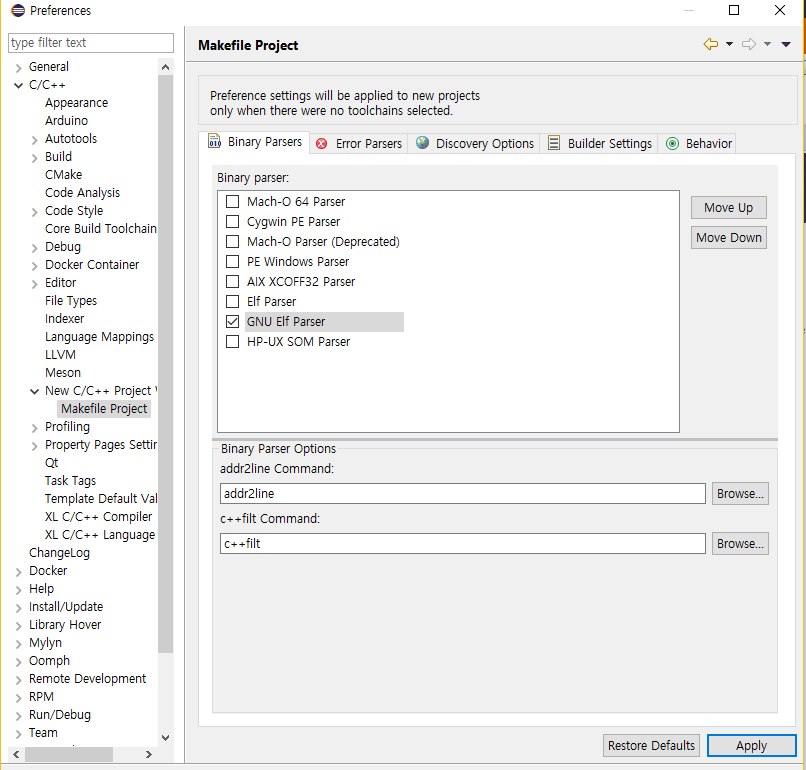 Preferences
type filter text
General
C/C++
Appearance
Arduino
Autotools
Build
CMake
Code Analysis
Code Style
Core Build Toolchain
Debug
Docker Container
Editor
File Types
Indexer
Language Mappings
LLVM
Meson
New C/C++ Project
Makefile Project
Profiling
Property Pages Settin
Qt
Task Tags
Template Default Val
XL C/C++ Compiler
XL C/C++ Language
ChangeLog
Docker
Help
Install/Update
Library Hover
Mylyn
Oomph
Remote Development
RPM
Run/Debug
Team
Makefile Project
Preference settings will be applied to new projects
only when there were no toolchains selected.
Binary Parsers Error Parsers Discovery Options Builder Settings Behavior
Binary parser:
Mach-O 64 Parser
Cygwin PE Parser
Mach-O Parser (Deprecated)
PE Windows Parser
AIX XCOFF32 Parser
Elf Parser
GNU Elf Parser
HP-UX SOM Parser
Move Up
Move Down
Binary Parser Options
addr2line Command:
addr2line Browse...
c++filt Command:
c++filt Browse...
Restore Defaults Apply